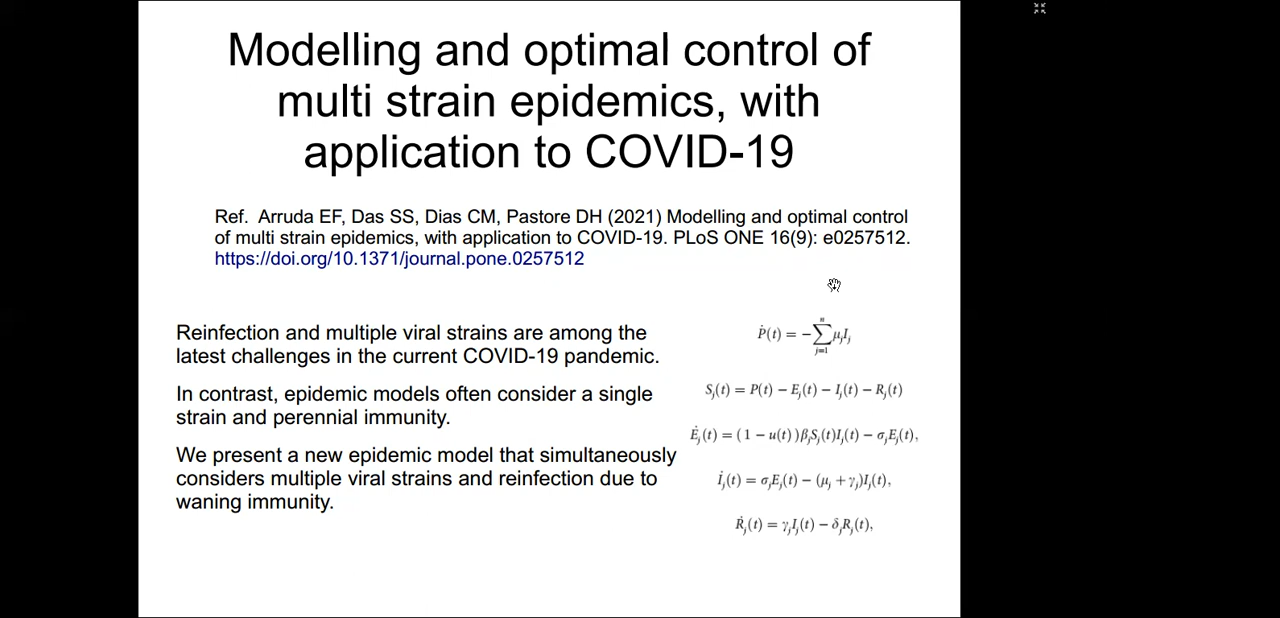 Modelling and optimal control of
multi strain epidemics, with
application to COVID-19
Ref. Arruda EF, Das SS, Dias CM, Pastore DH (2021) Modelling and optimal control
of multi strain epidemics, with application to COVID-19. PLoS ONE 16(9): e0257512.
https://doi.org/10.1371/journal.pone.0257512
Reinfection and multiple viral strains are among the
latest challenges in the current COVID-19 pandemic.
In contrast, epidemic models often consider a single
strain and perennial immunity.
We present a new epidemic model that simultaneously
considers multiple viral strains and reinfection due to
waning immunity.
Ṗ(t) = −∑ⁿⱼ₌₁ μⱼIⱼ
Sⱼ(t) = P(t) − Eⱼ(t) − Iⱼ(t) − Rⱼ(t)
Ėⱼ(t) = (1 − u(t))βⱼSⱼ(t)Iⱼ(t) − σⱼEⱼ(t),
İⱼ(t) = σⱼEⱼ(t) − (μⱼ + γⱼ)Iⱼ(t),
Ṙⱼ(t) = γⱼIⱼ(t) − δⱼRⱼ(t),